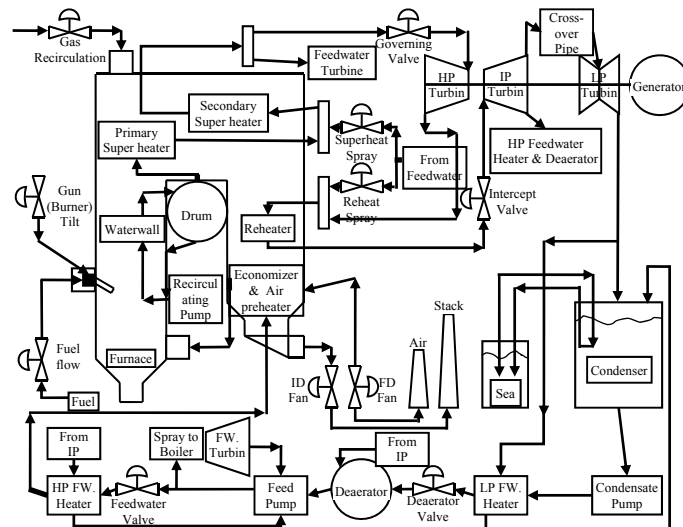 Gas
Recirculation
Feedwater
Turbine
Governing
Valve
HP
Turbin
IP
Turbin
Cross-
over
Pipe
LP
Turbin
Generator
Secondary
Super heater
Primary
Super heater
Superheat
Spray
From
Feedwater
HP Feedwater
Heater & Deaerator
Gun
(Burner)
Tilt
Drum
Waterwall
Reheater
Reheat
Spray
Intercept
Valve
Recircul
ating
Pump
Economizer
& Air
preheater
Stack
Air
Fuel
flow
Furnace
Fuel
ID
Fan
FD
Fan
Sea
Condenser
From
IP
Spray to
Boiler
FW.
Turbin
From
IP
HP FW.
Heater
Feedwater
Valve
Feed
Pump
Deaerator
Deaerator
Valve
LP FW.
Heater
Condensate
Pump